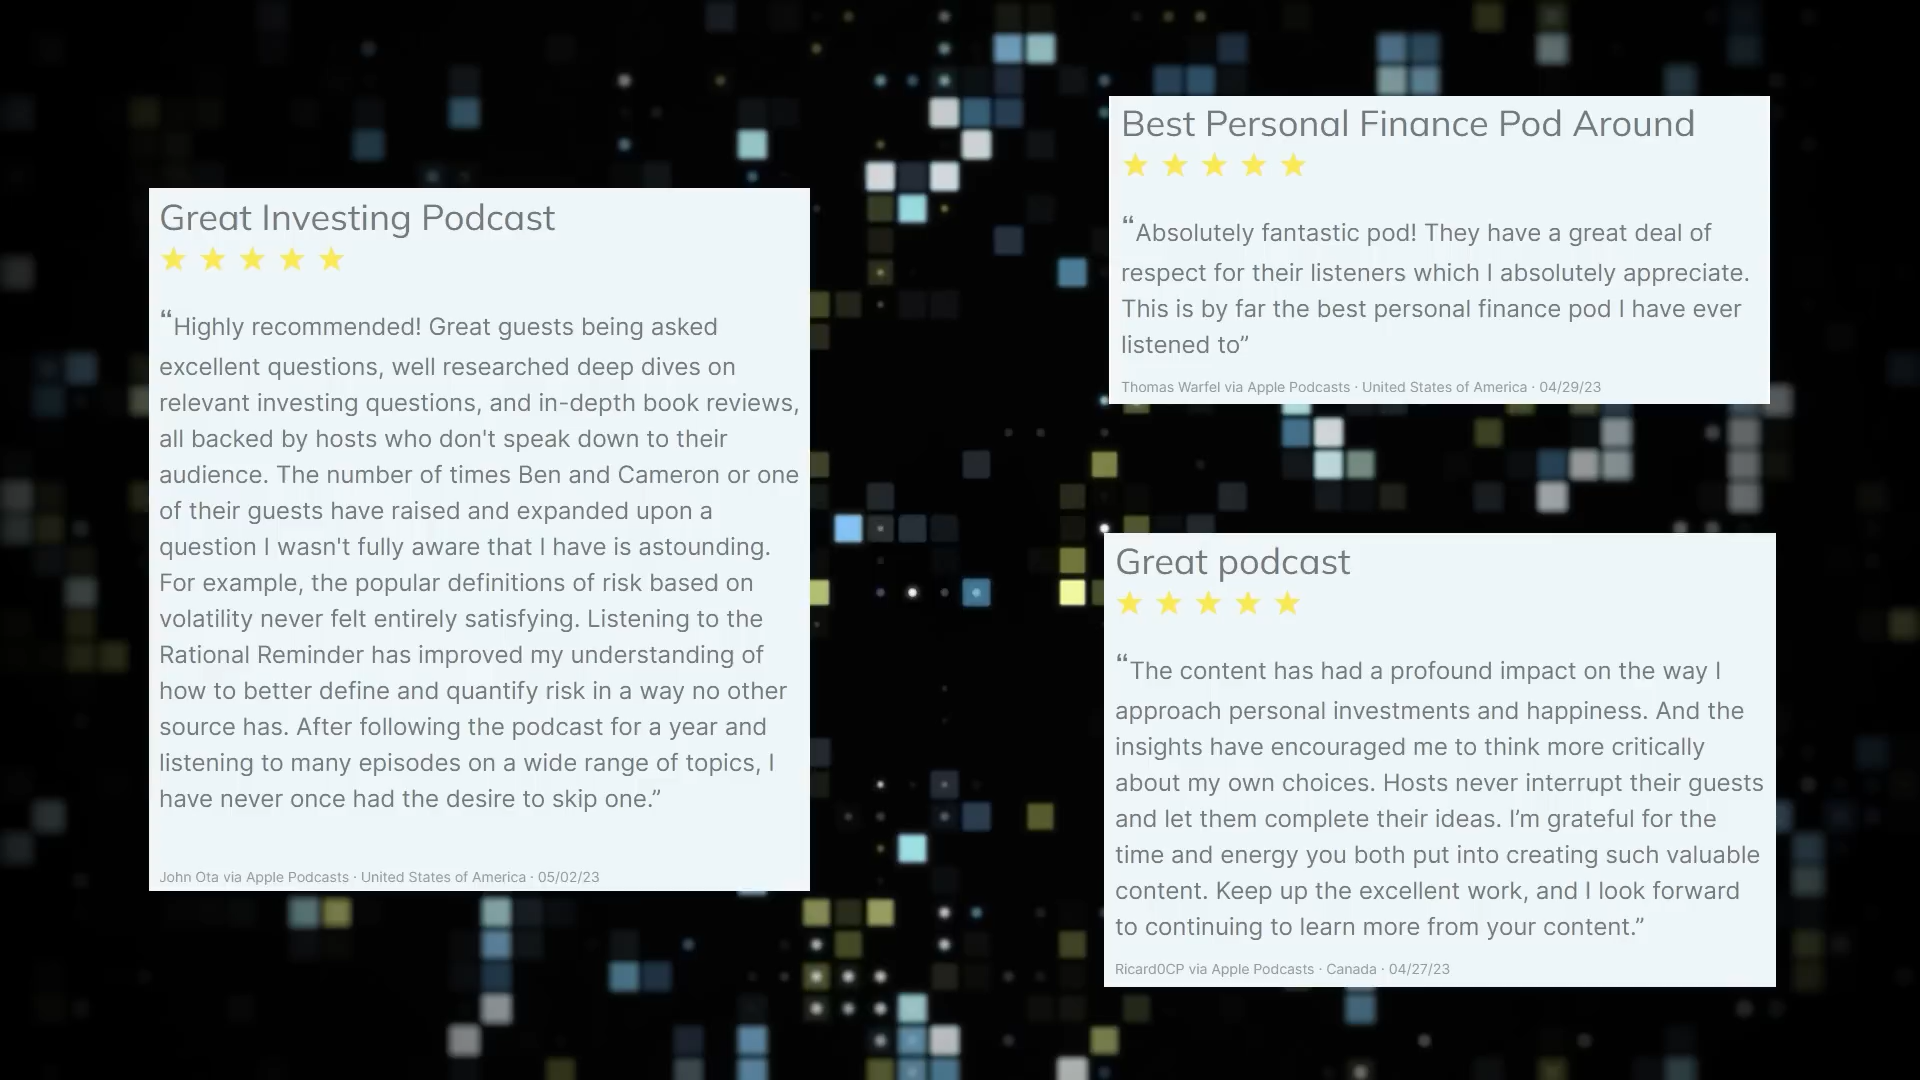 Great Investing Podcast
“Highly recommended! Great guests being asked
excellent questions, well researched deep dives on
relevant investing questions, and in-depth book reviews,
all backed by hosts who don't speak down to their
audience. The number of times Ben and Cameron or one
of their guests have raised and expanded upon a
question I wasn't fully aware that I have is astounding.
For example, the popular definitions of risk based on
volatility never felt entirely satisfying. Listening to the
Rational Reminder has improved my understanding of
how to better define and quantify risk in a way no other
source has. After following the podcast for a year and
listening to many episodes on a wide range of topics, I
have never once had the desire to skip one.”
John Ota via Apple Podcasts · United States of America · 05/02/23
Best Personal Finance Pod Around
“Absolutely fantastic pod! They have a great deal of
respect for their listeners which I absolutely appreciate.
This is by far the best personal finance pod I have ever
listened to”
Thomas Warfel via Apple Podcasts · United States of America · 04/29/23
Great podcast
“The content has had a profound impact on the way I
approach personal investments and happiness. And the
insights have encouraged me to think more critically
about my own choices. Hosts never interrupt their guests
and let them complete their ideas. I’m grateful for the
time and energy you both put into creating such valuable
content. Keep up the excellent work, and I look forward
to continuing to learn more from your content.”
Ricard0CP via Apple Podcasts · Canada · 04/27/23